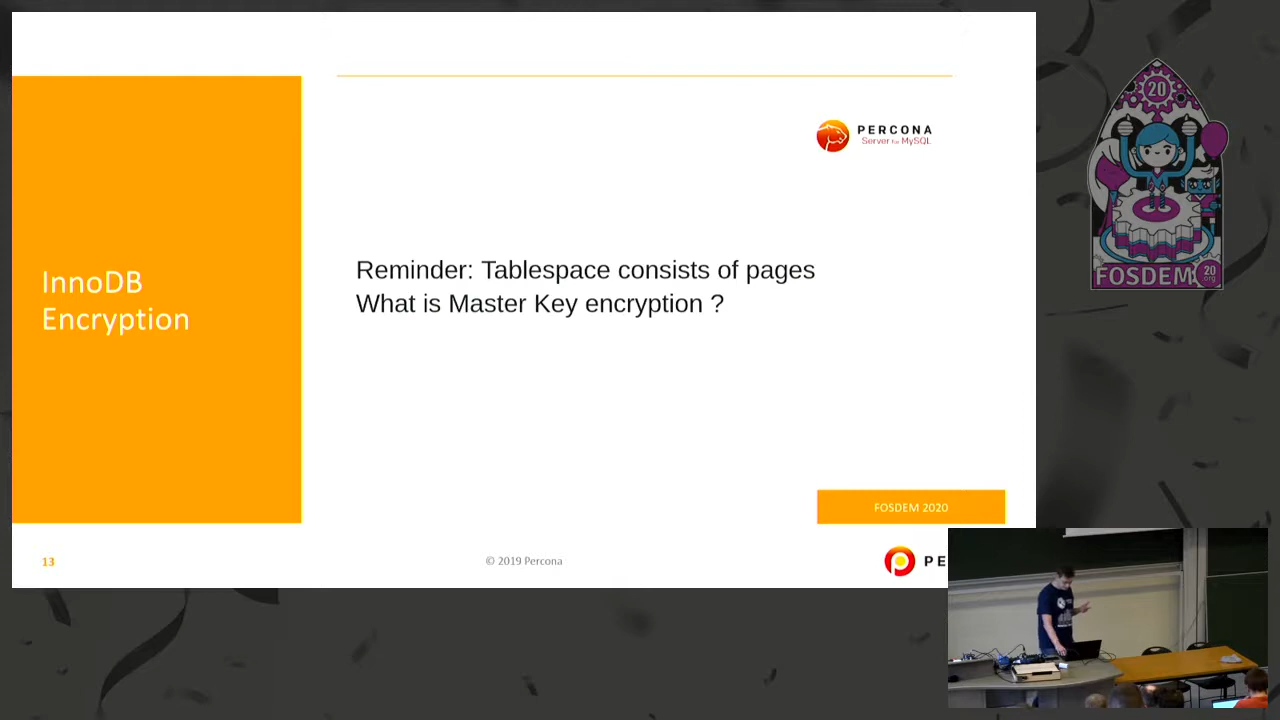 PERCONA
Server for MySQL
InnoDB
Encryption
Reminder: Tablespace consists of pages
What is Master Key encryption ?
FOSDEM 2020
13
© 2019 Percona
PE
20
FOSDEM
20
.org